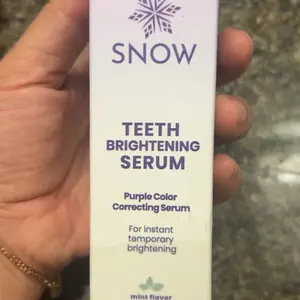 SNOW
TEETH
BRIGHTENING
SERUM
Purple Color
Correcting Serum
For instant
temporary
brightening
mint flavor